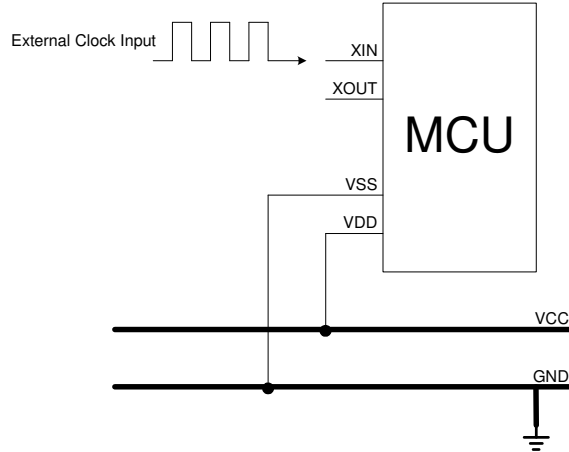 External Clock Input
XIN
XOUT
MCU
VSS
VDD
VCC
GND